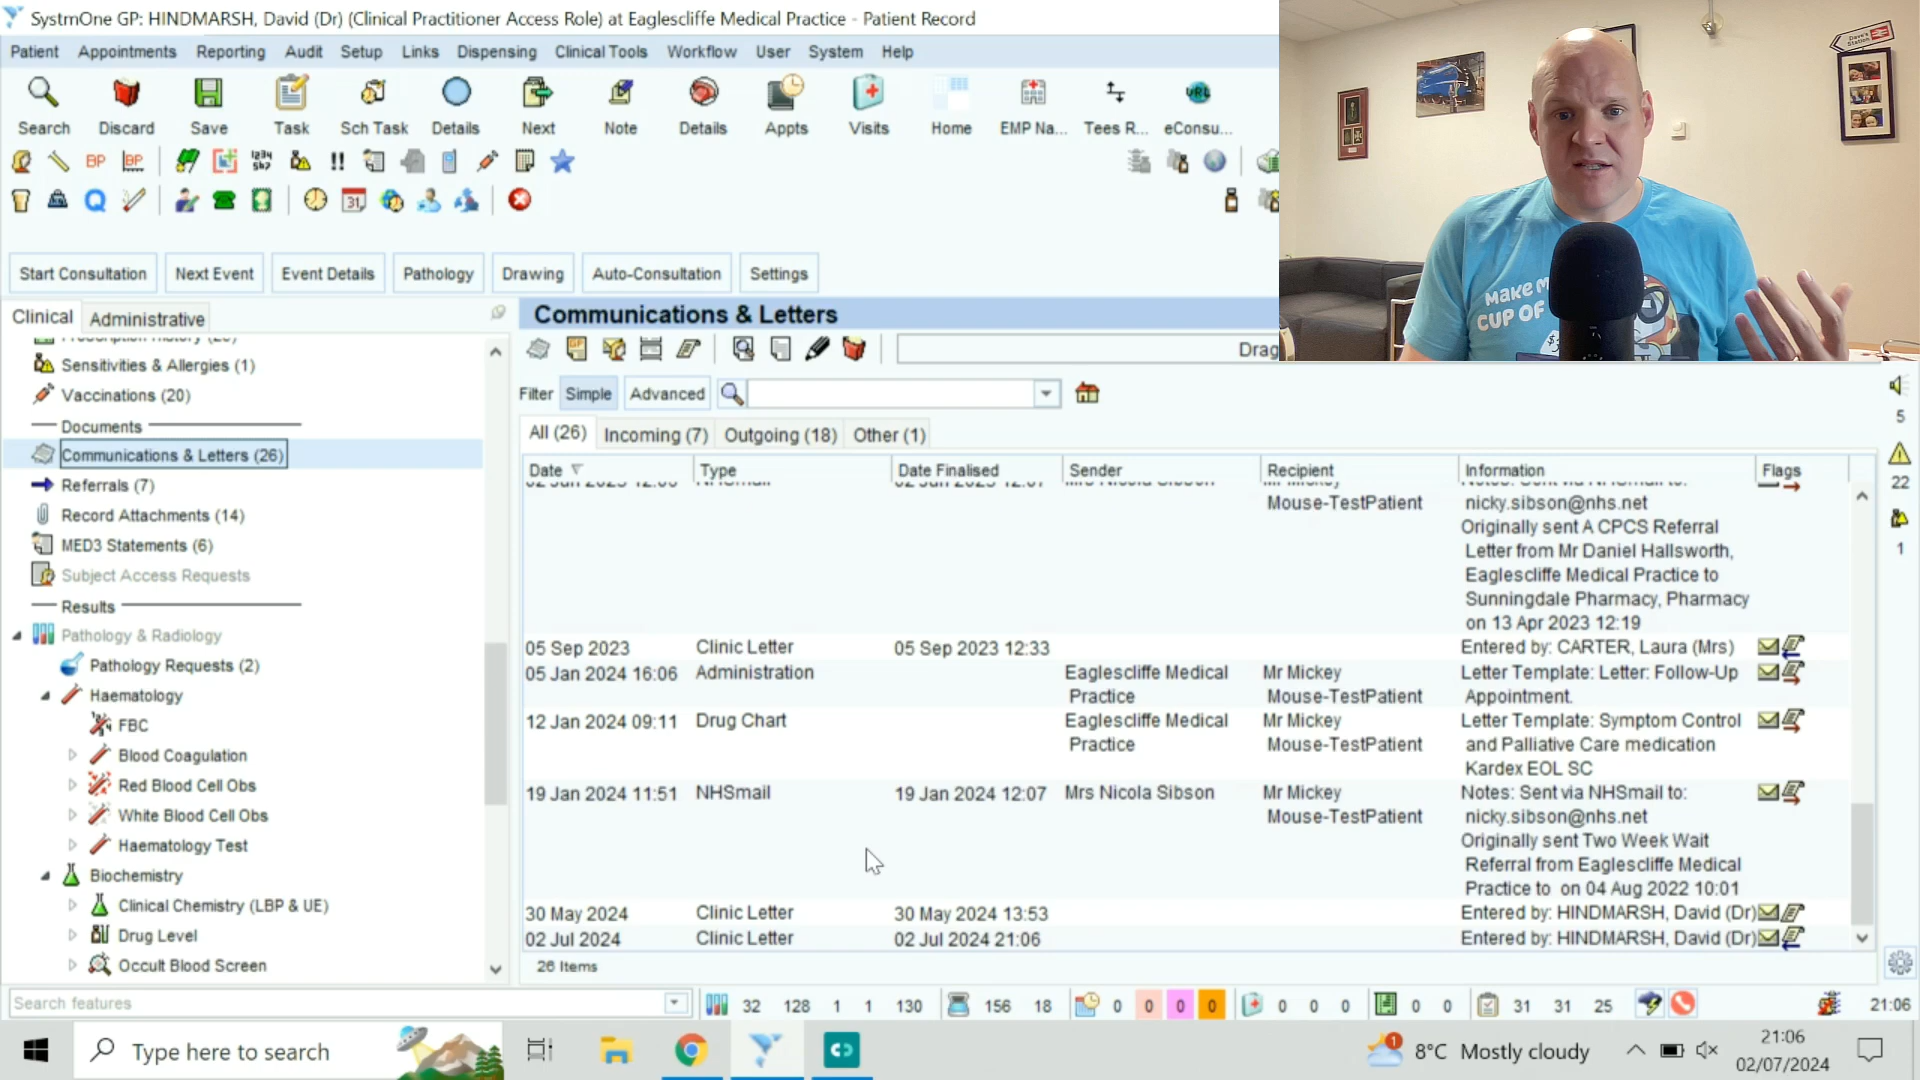 SystmOne GP: HINDMARSH, David (Dr) (Clinical Practitioner Access Role) at Eaglescliffe Medical Practice - Patient Record
Patient Appointments Reporting Audit Setup Links Dispensing Clinical Tools Workflow User System Help
Search Discard Save Task Sch Task Details Next Note Details Appts Visits Home EMP Na... Tees R... eConsu...
Start Consultation Next Event Event Details Pathology Drawing Auto-Consultation Settings
Clinical Administrative
Sensitivities & Allergies (1)
Vaccinations (20)
Documents
Communications & Letters (26)
Referrals (7)
Record Attachments (14)
MED3 Statements (6)
Subject Access Requests
Results
Pathology & Radiology
Pathology Requests (2)
Haematology
FBC
Blood Coagulation
Red Blood Cell Obs
White Blood Cell Obs
Haematology Test
Biochemistry
Clinical Chemistry (LBP & UE)
Drug Level
Occult Blood Screen
Communications & Letters
Drag
Filter Simple Advanced
All (26) Incoming (7) Outgoing (18) Other (1)
Date Type Date Finalised Sender Recipient Information Flags
Mouse-TestPatient nicky.sibson@nhs.net
Originally sent A CPCS Referral
Letter from Mr Daniel Hallsworth,
Eaglescliffe Medical Practice to
Sunningdale Pharmacy, Pharmacy
on 13 Apr 2023 12:19
05 Sep 2023 Clinic Letter 05 Sep 2023 12:33 Entered by: CARTER, Laura (Mrs)
05 Jan 2024 16:06 Administration Eaglescliffe Medical Mr Mickey Letter Template: Letter: Follow-Up
Practice Mouse-TestPatient Appointment.
12 Jan 2024 09:11 Drug Chart Eaglescliffe Medical Mr Mickey Letter Template: Symptom Control
Practice Mouse-TestPatient and Palliative Care medication
Kardex EOL SC
19 Jan 2024 11:51 NHSmail 19 Jan 2024 12:07 Mrs Nicola Sibson Mr Mickey Notes: Sent via NHSmail to:
Mouse-TestPatient nicky.sibson@nhs.net
Originally sent Two Week Wait
Referral from Eaglescliffe Medical
Practice to on 04 Aug 2022 10:01
30 May 2024 Clinic Letter 30 May 2024 13:53 Entered by: HINDMARSH, David (Dr)
02 Jul 2024 Clinic Letter 02 Jul 2024 21:06 Entered by: HINDMARSH, David (Dr)
26 Items
5
22
1
Search features 32 128 1 1 130 156 18 0 0 0 0 0 0 0 0 0 31 31 25 21:06
Type here to search 1 8°C Mostly cloudy 21:06
02/07/2024
Dave's
Station
CUP OF